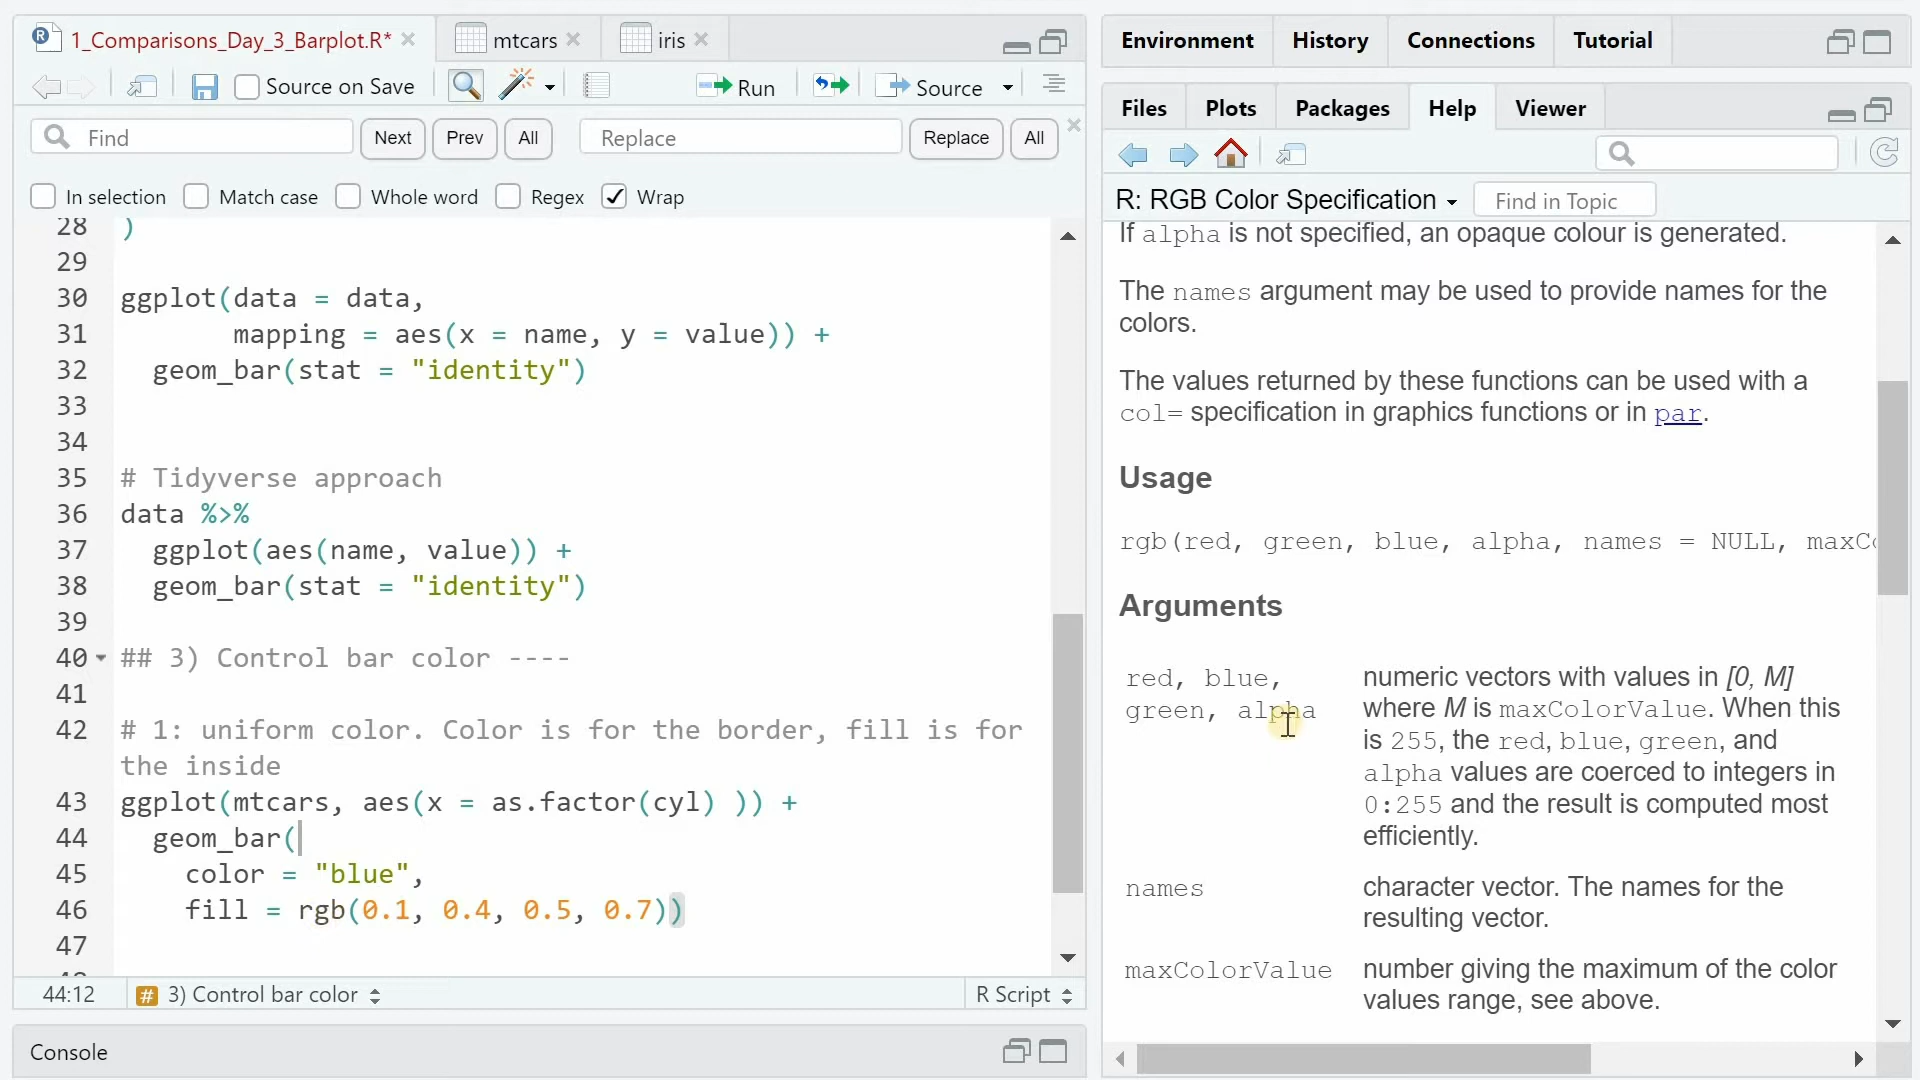 1_Comparisons_Day_3_Barplot.R*
mtcars
iris
Source on Save
Run
Source
Find
Next
Prev
All
Replace
Replace
All
In selection
Match case
Whole word
Regex
Wrap
28 )
29
30 ggplot(data = data,
31 mapping = aes(x = name, y = value)) +
32 geom_bar(stat = "identity")
33
34
35 # Tidyverse approach
36 data %>%
37 ggplot(aes(name, value)) +
38 geom_bar(stat = "identity")
39
40 ## 3) Control bar color ----
41
42 # 1: uniform color. Color is for the border, fill is for
the inside
43 ggplot(mtcars, aes(x = as.factor(cyl) )) +
44 geom_bar(
45 color = "blue",
46 fill = rgb(0.1, 0.4, 0.5, 0.7))
47
44:12
# 3) Control bar color
R Script
Console
Environment
History
Connections
Tutorial
Files
Plots
Packages
Help
Viewer
R: RGB Color Specification
Find in Topic
If alpha is not specified, an opaque colour is generated.
The names argument may be used to provide names for the
colors.
The values returned by these functions can be used with a
col= specification in graphics functions or in par.
Usage
rgb(red, green, blue, alpha, names = NULL, maxCo
Arguments
red, blue,
green, alpha
numeric vectors with values in [0, M]
where M is maxColorValue. When this
is 255, the red, blue, green, and
alpha values are coerced to integers in
0:255 and the result is computed most
efficiently.
names
character vector. The names for the
resulting vector.
maxColorValue
number giving the maximum of the color
values range, see above.